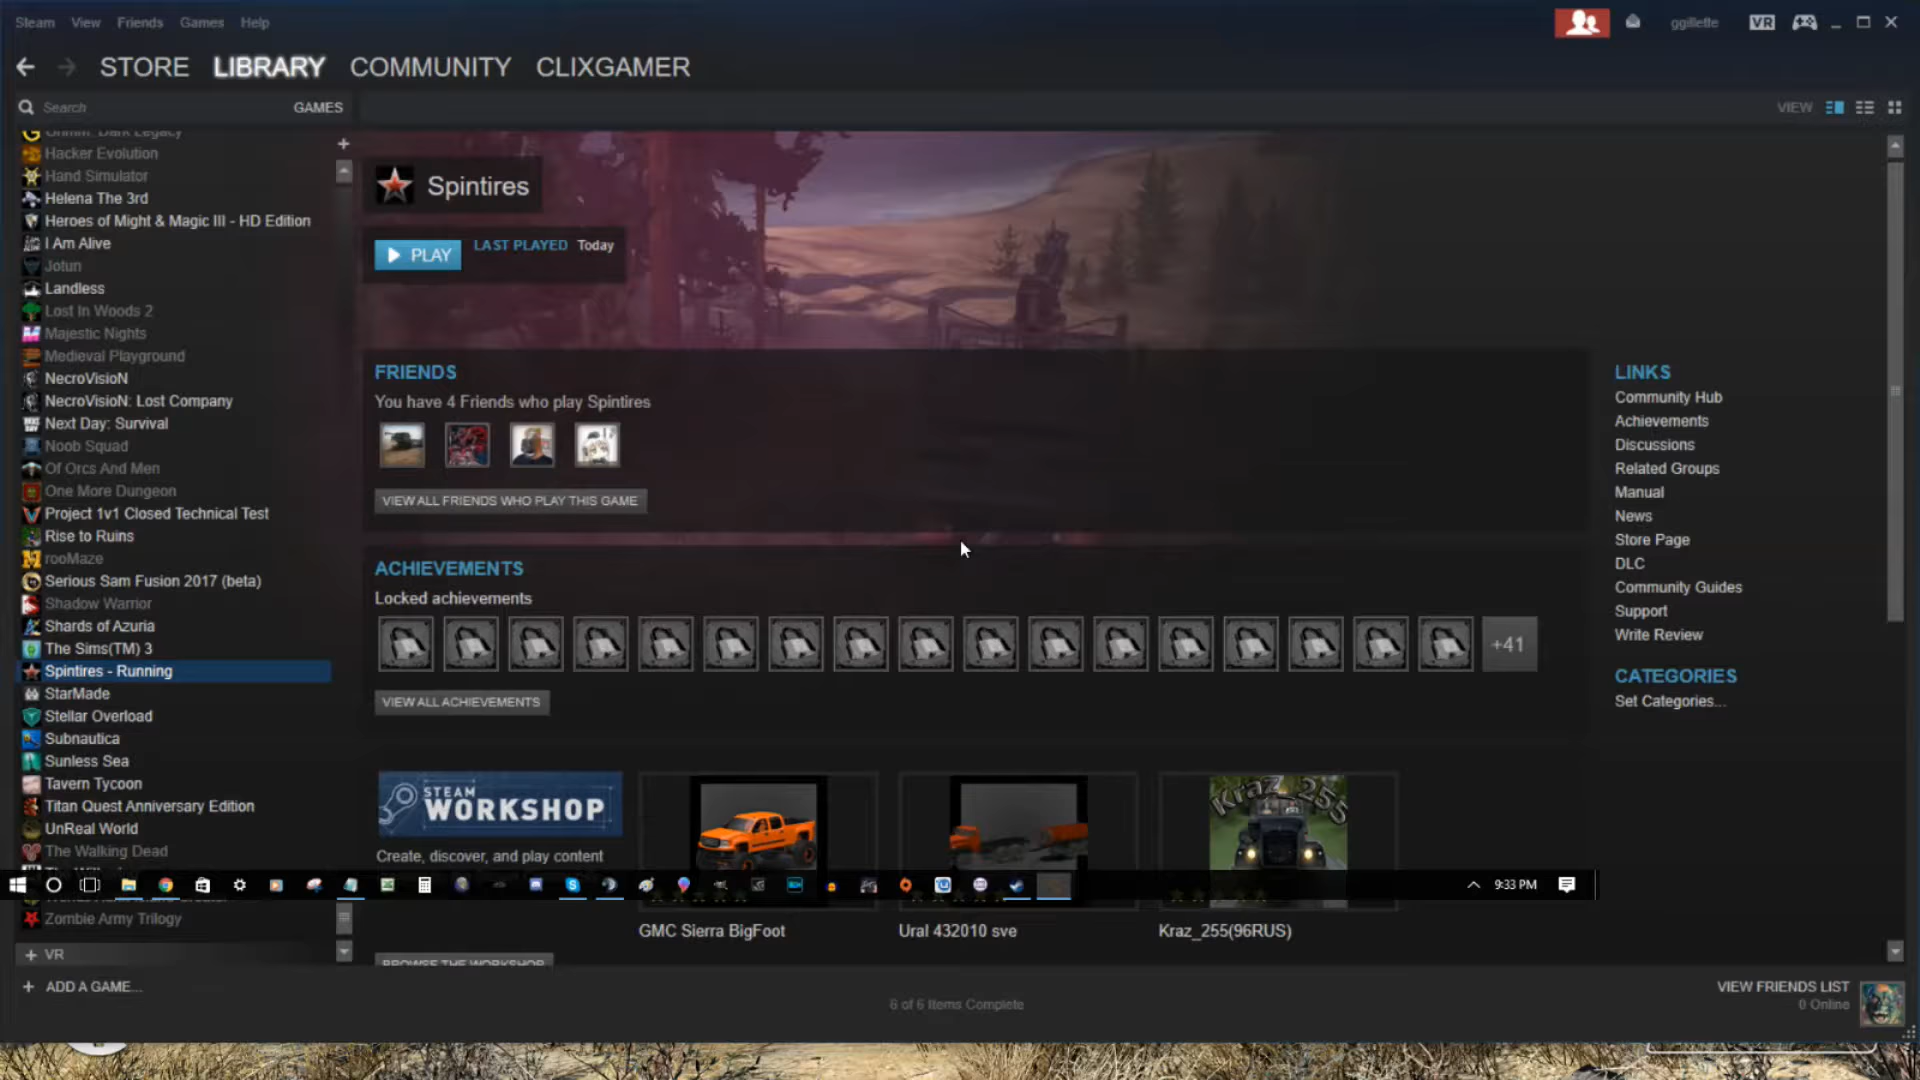 Steam View Friends Games Help
ggillette VR
STORE LIBRARY COMMUNITY CLIXGAMER
Search GAMES
VIEW
Grimm: Dark Legacy
Hacker Evolution
Hand Simulator
Helena The 3rd
Heroes of Might & Magic III - HD Edition
I Am Alive
Jotun
Landless
Lost In Woods 2
Majestic Nights
Medieval Playground
NecroVisioN
NecroVisioN: Lost Company
Next Day: Survival
Noob Squad
Of Orcs And Men
One More Dungeon
Project 1v1 Closed Technical Test
Rise to Ruins
rooMaze
Serious Sam Fusion 2017 (beta)
Shadow Warrior
Shards of Azuria
The Sims(TM) 3
Spintires - Running
StarMade
Stellar Overload
Subnautica
Sunless Sea
Tavern Tycoon
Titan Quest Anniversary Edition
UnReal World
The Walking Dead
Zombie Army Trilogy
+ VR
+ ADD A GAME...
Spintires
PLAY
LAST PLAYED Today
FRIENDS
You have 4 Friends who play Spintires
VIEW ALL FRIENDS WHO PLAY THIS GAME
ACHIEVEMENTS
Locked achievements
+41
VIEW ALL ACHIEVEMENTS
STEAM
WORKSHOP
Create, discover, and play content
Kraz_255
GMC Sierra BigFoot
Ural 432010 sve
Kraz_255(96RUS)
BROWSE THE WORKSHOP
LINKS
Community Hub
Achievements
Discussions
Related Groups
Manual
News
Store Page
DLC
Community Guides
Support
Write Review
CATEGORIES
Set Categories...
9:33 PM
6 of 6 Items Complete
VIEW FRIENDS LIST
0 Online